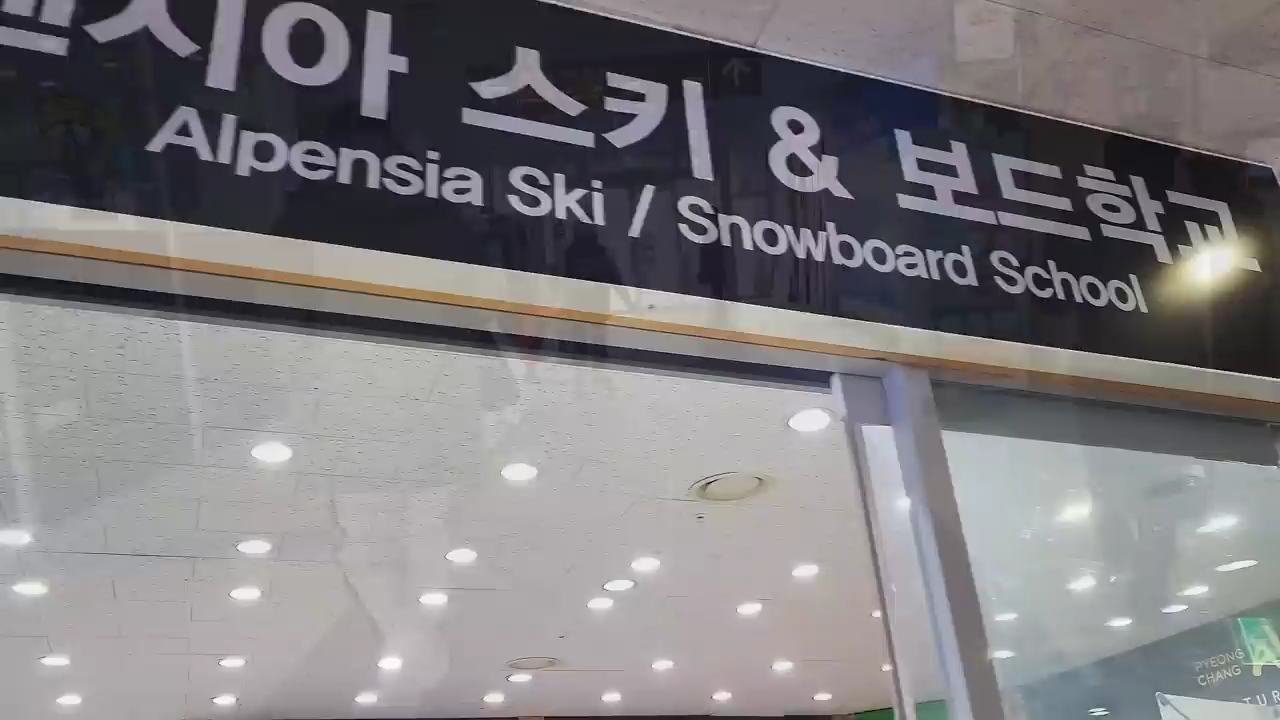 시아 스키 & 보드학교
Alpensia Ski / Snowboard School
PYEONG
CHANG